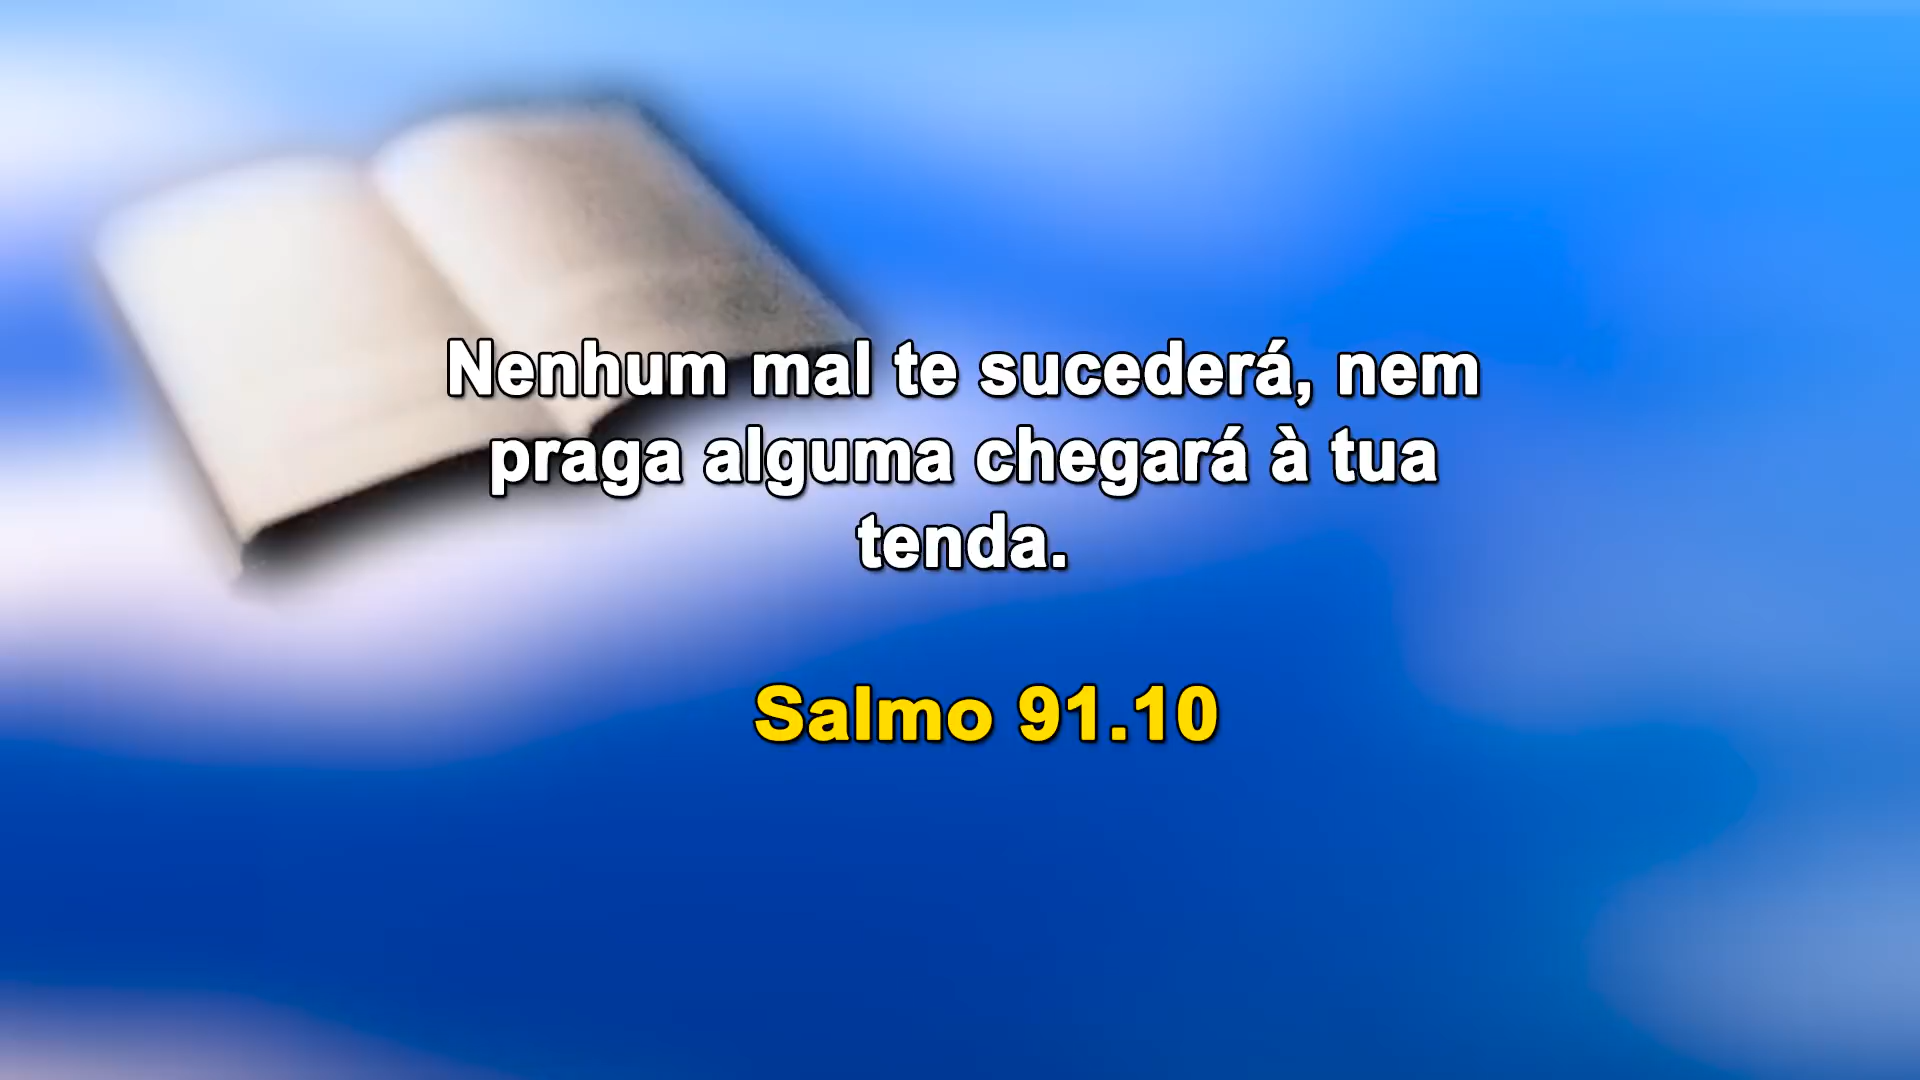 Nenhum mal te sucederá, nem
praga alguma chegará à tua
tenda.
Salmo 91.10